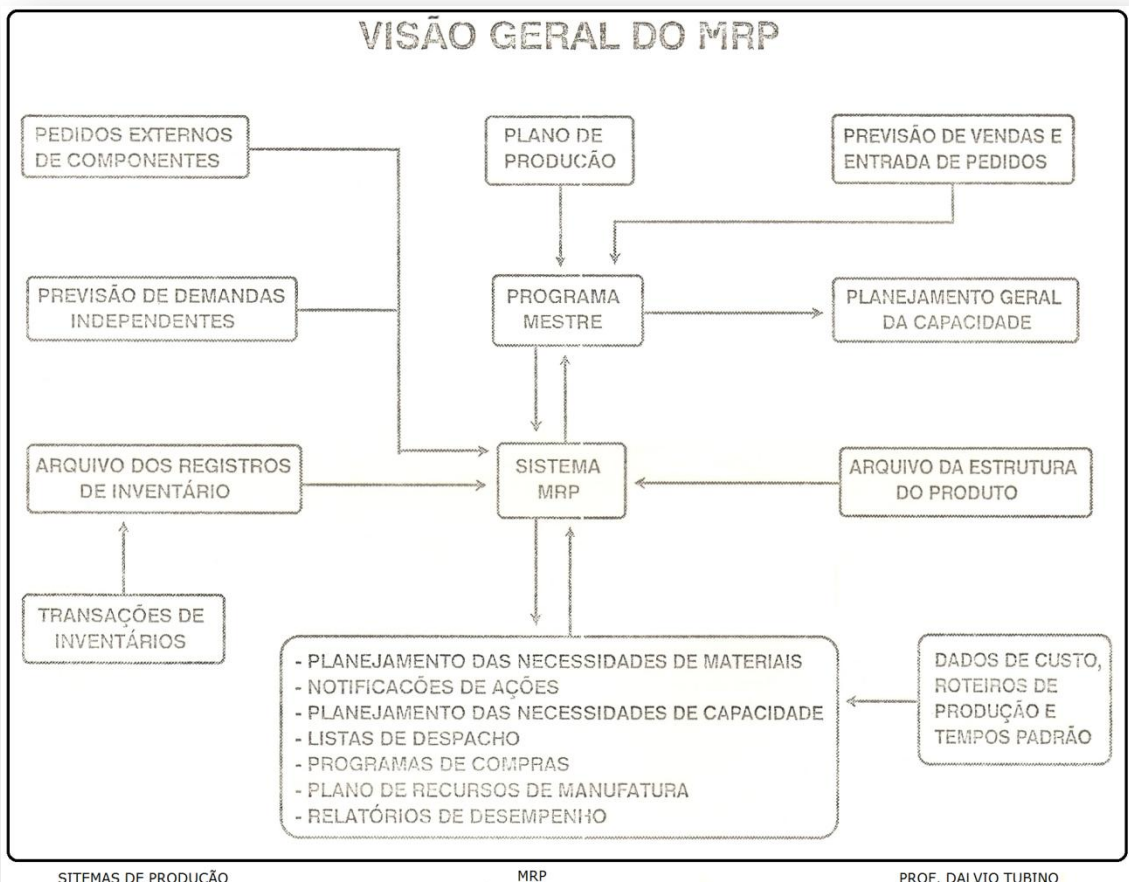 VISÃO GERAL DO MRP
PEDIDOS EXTERNOS
DE COMPONENTES
PLANO DE
PRODUÇÃO
PREVISÃO DE VENDAS E
ENTRADA DE PEDIDOS
PREVISÃO DE DEMANDAS
INDEPENDENTES
PROGRAMA
MESTRE
PLANEJAMENTO GERAL
DA CAPACIDADE
ARQUIVO DOS REGISTROS
DE INVENTÁRIO
SISTEMA
MRP
ARQUIVO DA ESTRUTURA
DO PRODUTO
TRANSAÇÕES DE
INVENTÁRIOS
- PLANEJAMENTO DAS NECESSIDADES DE MATERIAIS
- NOTIFICACÕES DE AÇÕES
- PLANEJAMENTO DAS NECESSIDADES DE CAPACIDADE
- LISTAS DE DESPACHO
- PROGRAMAS DE COMPRAS
- PLANO DE RECURSOS DE MANUFATURA
- RELATÓRIOS DE DESEMPENHO
DADOS DE CUSTO,
ROTEIROS DE
PRODUÇÃO E
TEMPOS PADRÃO
SITEMAS DE PRODUÇÃO
MRP
PROF. DALVIO TUBINO